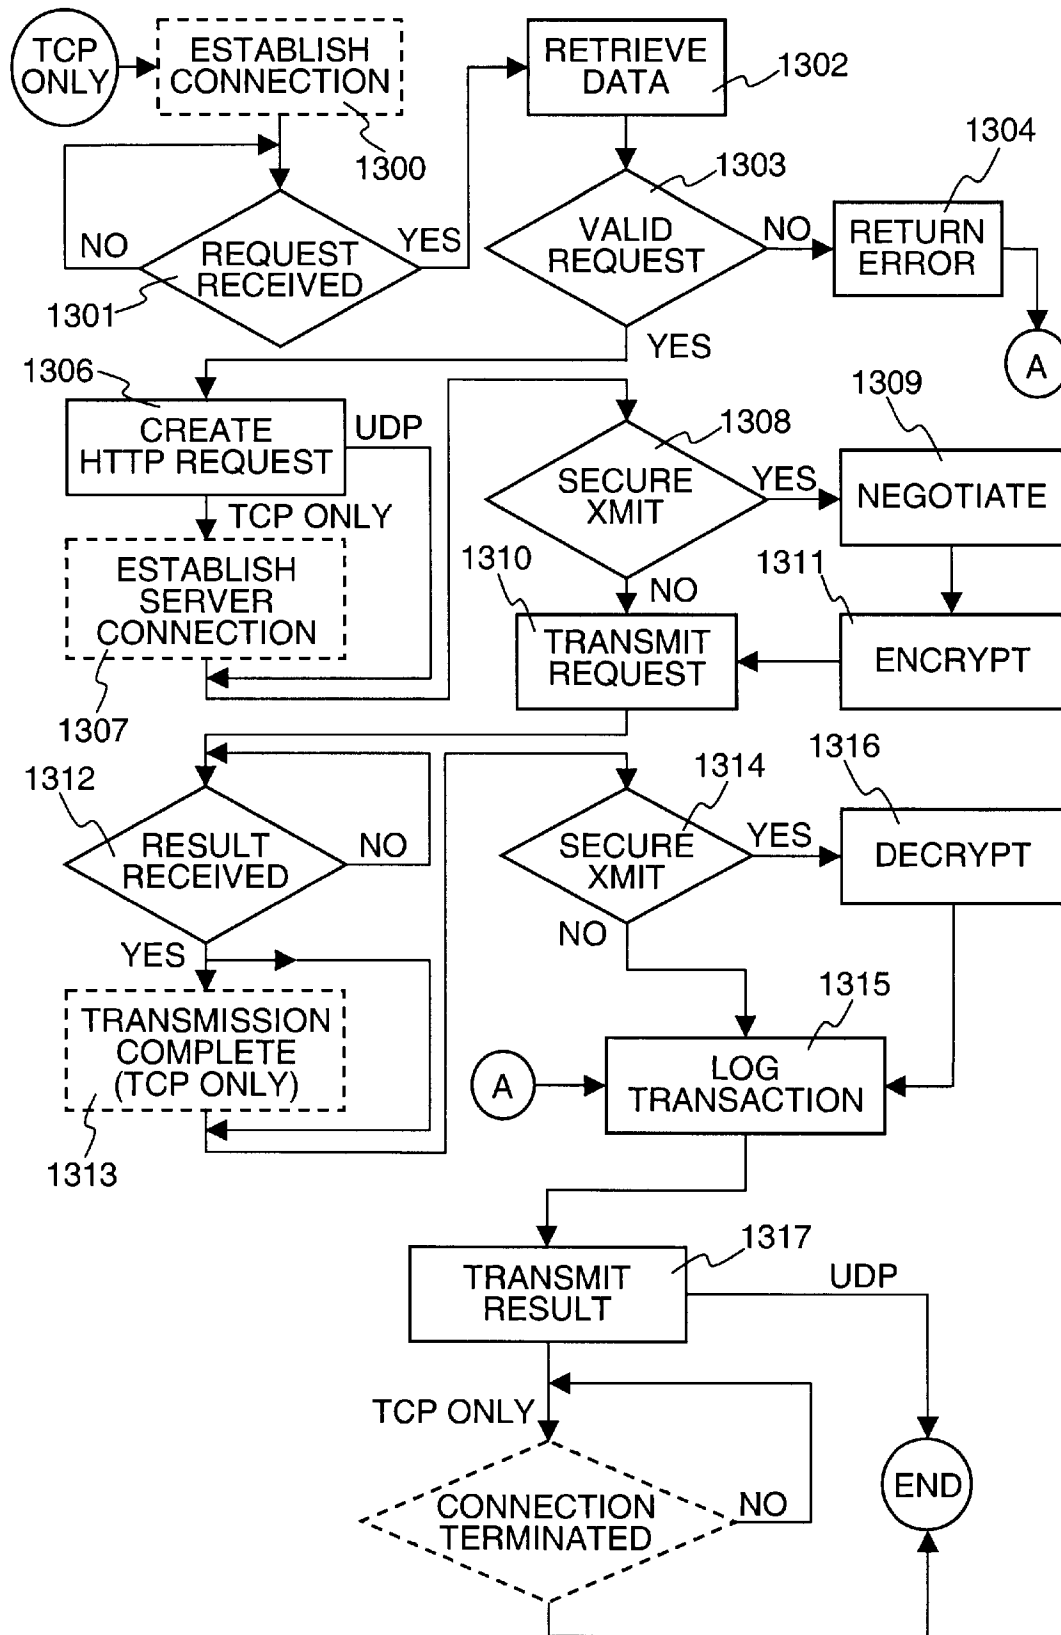 TCP
ONLY
ESTABLISH
CONNECTION
1300
RETRIEVE
DATA
1302
1304
1303
NO
REQUEST
RECEIVED
YES
1301
VALID
REQUEST
NO
RETURN
ERROR
YES
A
1306
CREATE
HTTP REQUEST
UDP
TCP ONLY
ESTABLISH
SERVER
CONNECTION
1307
1308
SECURE
XMIT
YES
1309
NEGOTIATE
NO
1310
TRANSMIT
REQUEST
1311
ENCRYPT
1312
RESULT
RECEIVED
NO
YES
TRANSMISSION
COMPLETE
(TCP ONLY)
1313
1314
SECURE
XMIT
YES
1316
DECRYPT
NO
1315
A
LOG
TRANSACTION
1317
TRANSMIT
RESULT
UDP
TCP ONLY
CONNECTION
TERMINATED
NO
END